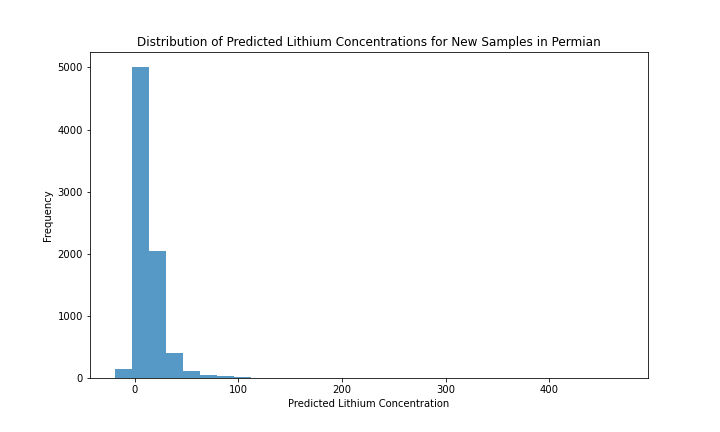 Distribution of Predicted Lithium Concentrations for New Samples in Permian
5000
4000
3000
2000
1000
0
Frequency
0 100 200 300 400
Predicted Lithium Concentration